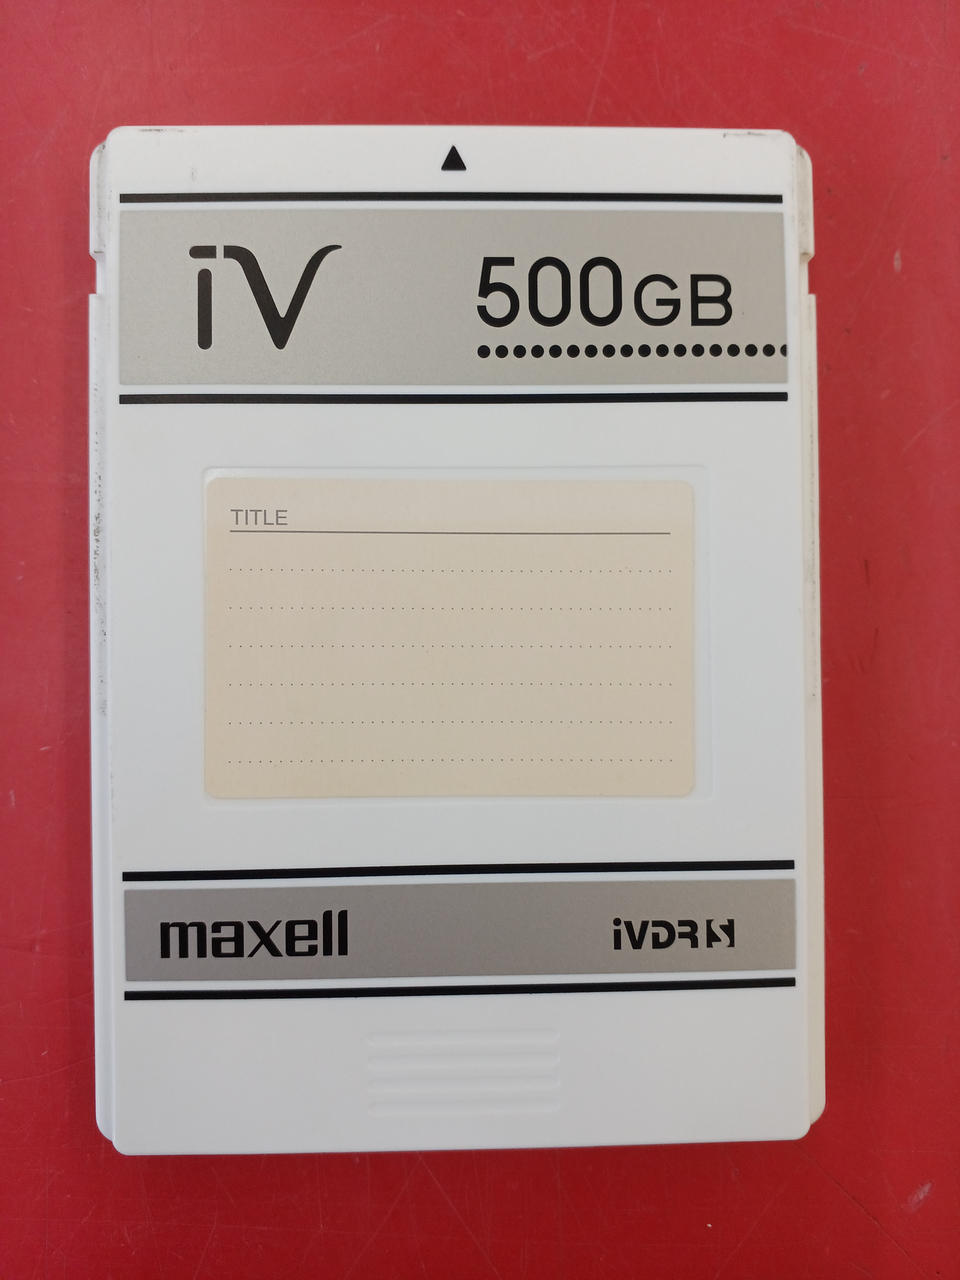 iV
500GB
TITLE
maxell
iVDR S